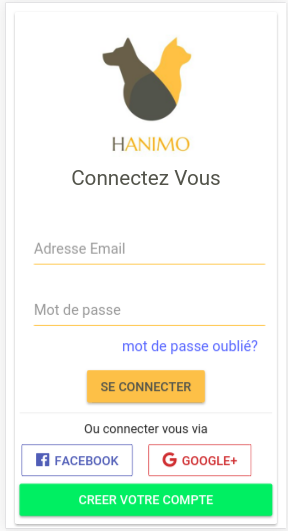 HANIMO
Connectez Vous
Adresse Email
Mot de passe
mot de passe oublié?
SE CONNECTER
Ou connecter vous via
FACEBOOK GOOGLE+
CREER VOTRE COMPTE